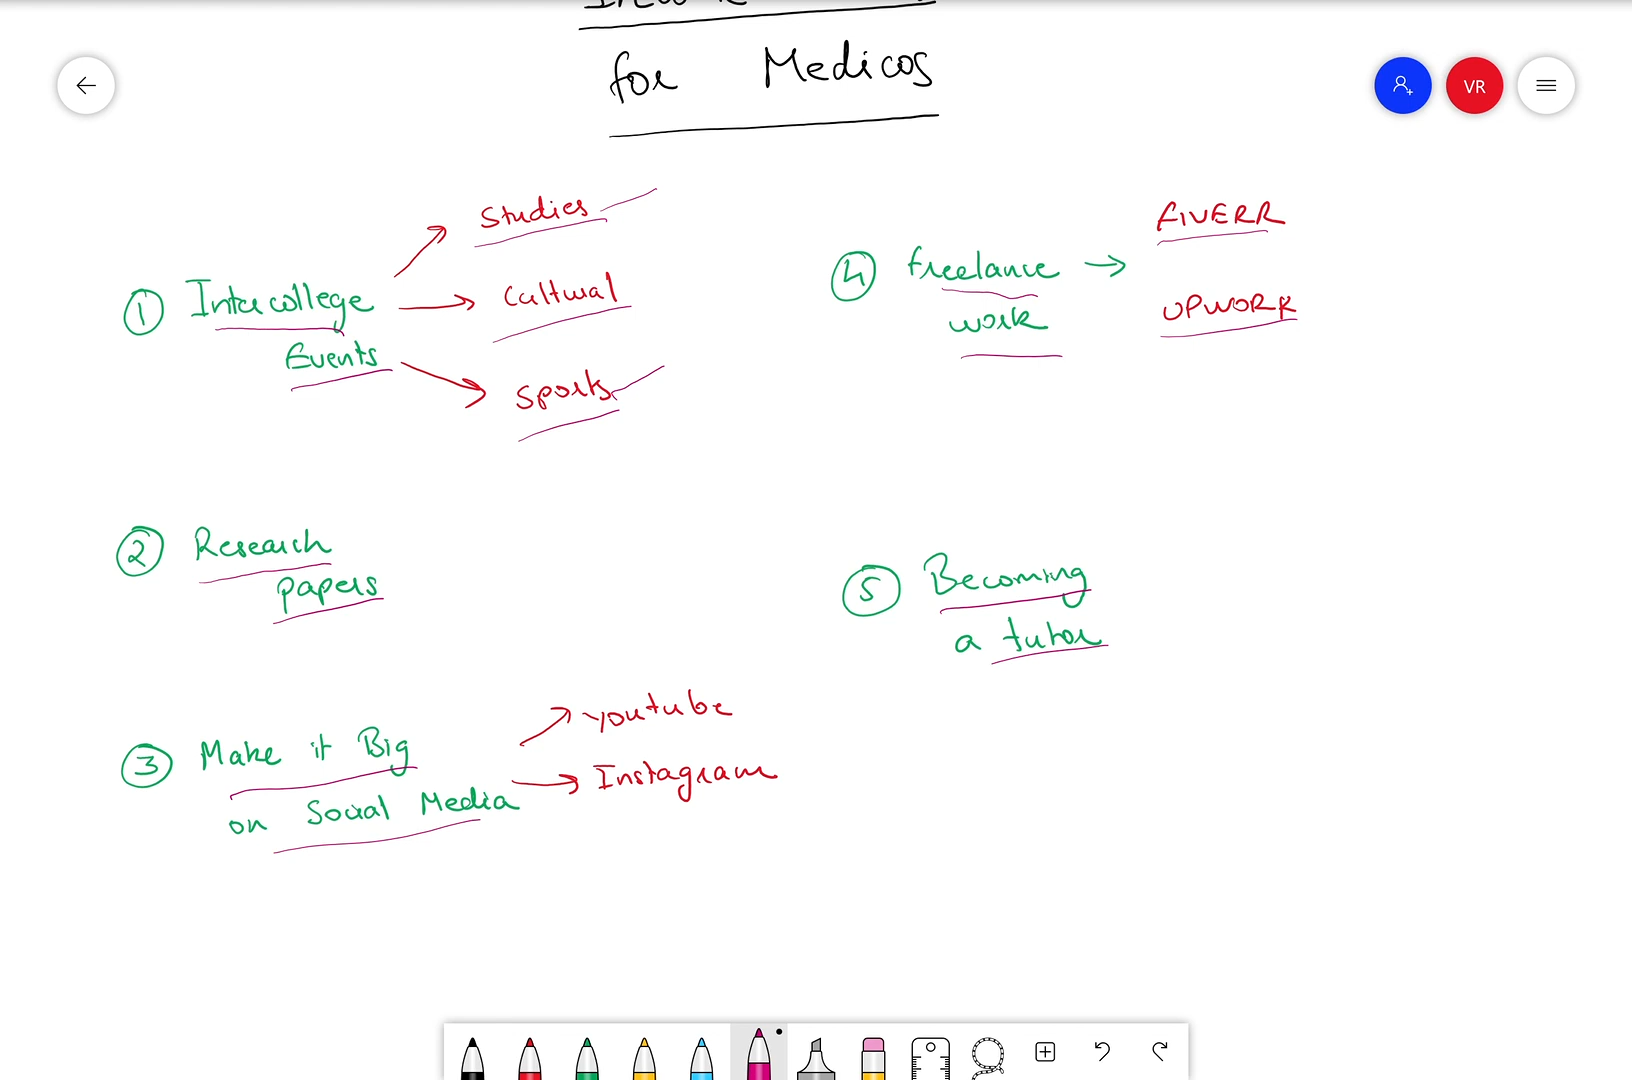 for Medicos
VR
① Intercollege
Events
Studies
Cultural
Sports
② Research
papers
③ Make it Big
on Social Media
Youtube
Instagram
④ freelance
work
FIVERR
UPWORK
⑤ Becoming
a tutor